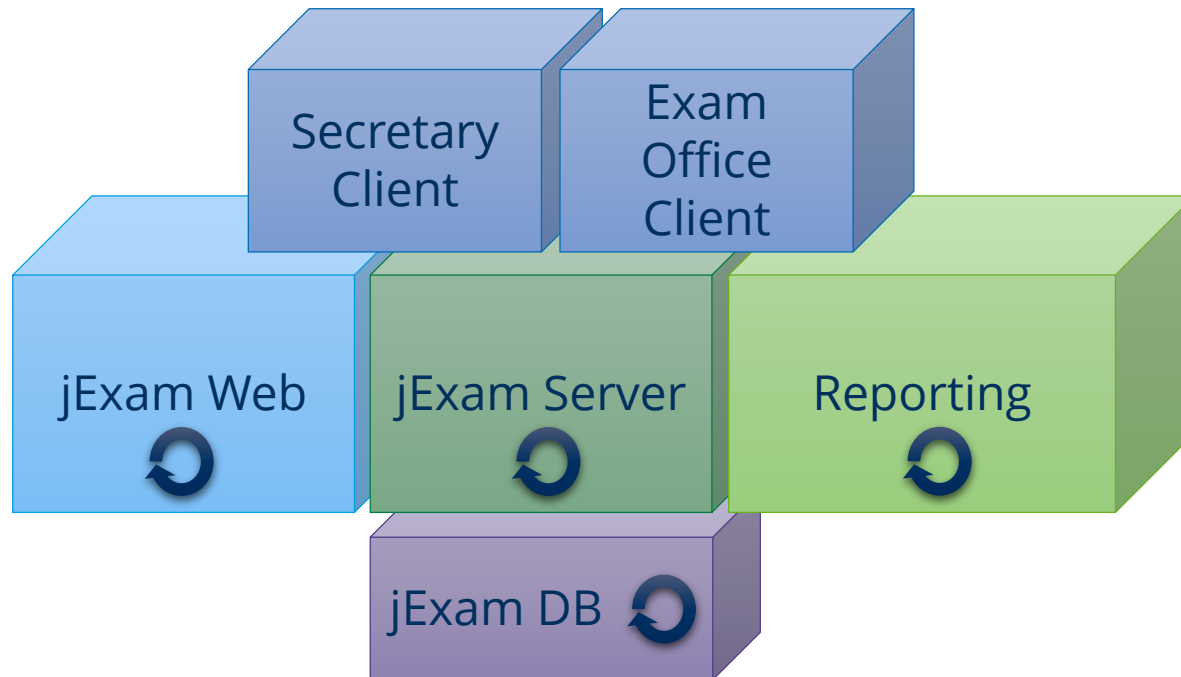 Secretary
Client
Exam
Office
Client
jExam Web
jExam Server
Reporting
jExam DB